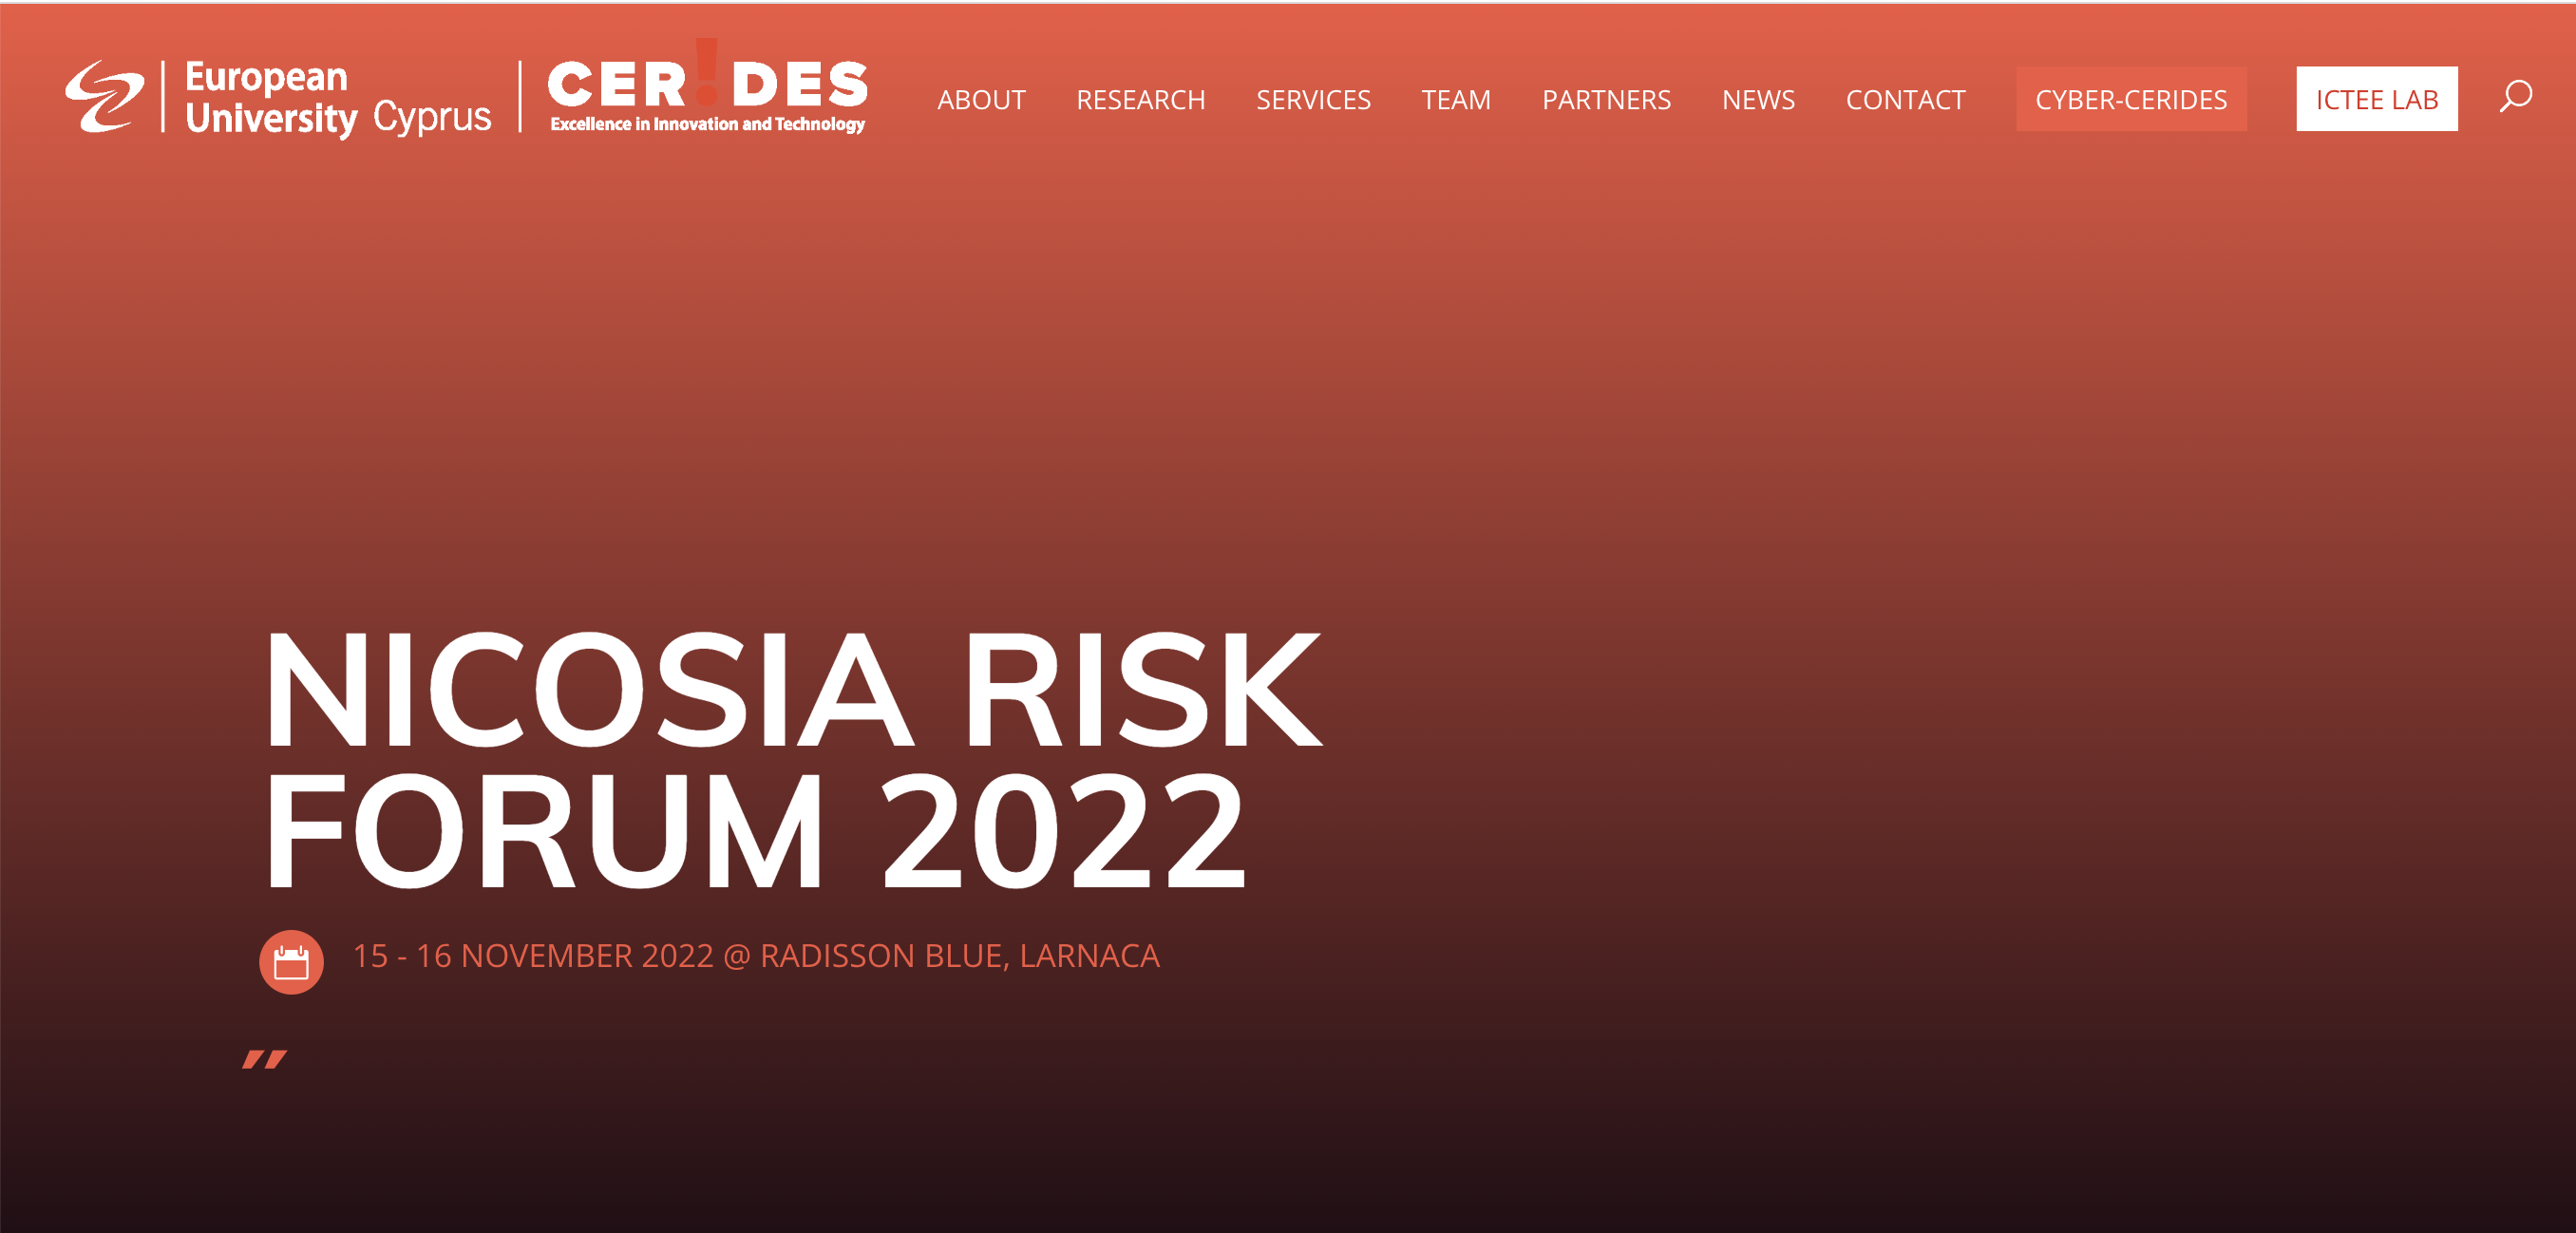 European
University Cyprus
CER!DES
Excellence in Innovation and Technology
ABOUT
RESEARCH
SERVICES
TEAM
PARTNERS
NEWS
CONTACT
CYBER-CERIDES
ICTEE LAB
NICOSIA RISK
FORUM 2022
15 - 16 NOVEMBER 2022 @ RADISSON BLUE, LARNACA